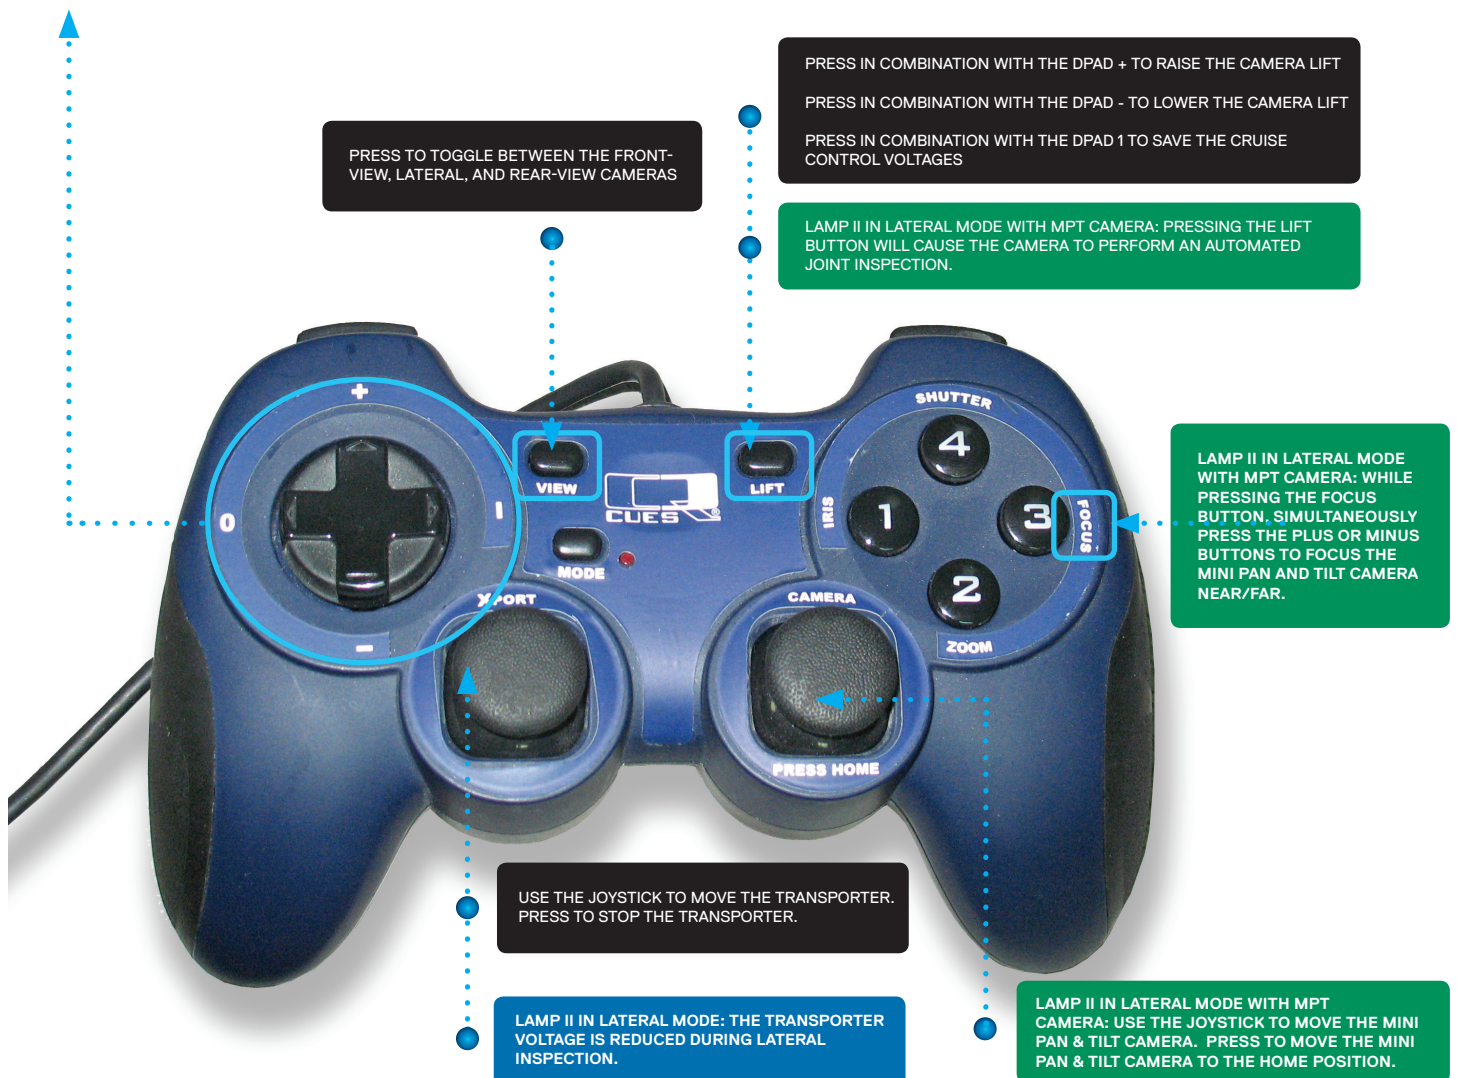 PRESS IN COMBINATION WITH THE DPAD + TO RAISE THE CAMERA LIFT
PRESS IN COMBINATION WITH THE DPAD - TO LOWER THE CAMERA LIFT
PRESS IN COMBINATION WITH THE DPAD 1 TO SAVE THE CRUISE
CONTROL VOLTAGES
PRESS TO TOGGLE BETWEEN THE FRONT-
VIEW, LATERAL, AND REAR-VIEW CAMERAS
LAMP II IN LATERAL MODE WITH MPT CAMERA: PRESSING THE LIFT
BUTTON WILL CAUSE THE CAMERA TO PERFORM AN AUTOMATED
JOINT INSPECTION.
+
0
I
−
VIEW
LIFT
CUES®
MODE
SHUTTER
4
IRIS
1
3
FOCUS
2
ZOOM
XPORT
CAMERA
PRESS HOME
LAMP II IN LATERAL MODE
WITH MPT CAMERA: WHILE
PRESSING THE FOCUS
BUTTON. SIMULTANEOUSLY
PRESS THE PLUS OR MINUS
BUTTONS TO FOCUS THE
MINI PAN AND TILT CAMERA
NEAR/FAR.
USE THE JOYSTICK TO MOVE THE TRANSPORTER.
PRESS TO STOP THE TRANSPORTER.
LAMP II IN LATERAL MODE: THE TRANSPORTER
VOLTAGE IS REDUCED DURING LATERAL
INSPECTION.
LAMP II IN LATERAL MODE WITH MPT
CAMERA: USE THE JOYSTICK TO MOVE THE MINI
PAN & TILT CAMERA. PRESS TO MOVE THE MINI
PAN & TILT CAMERA TO THE HOME POSITION.